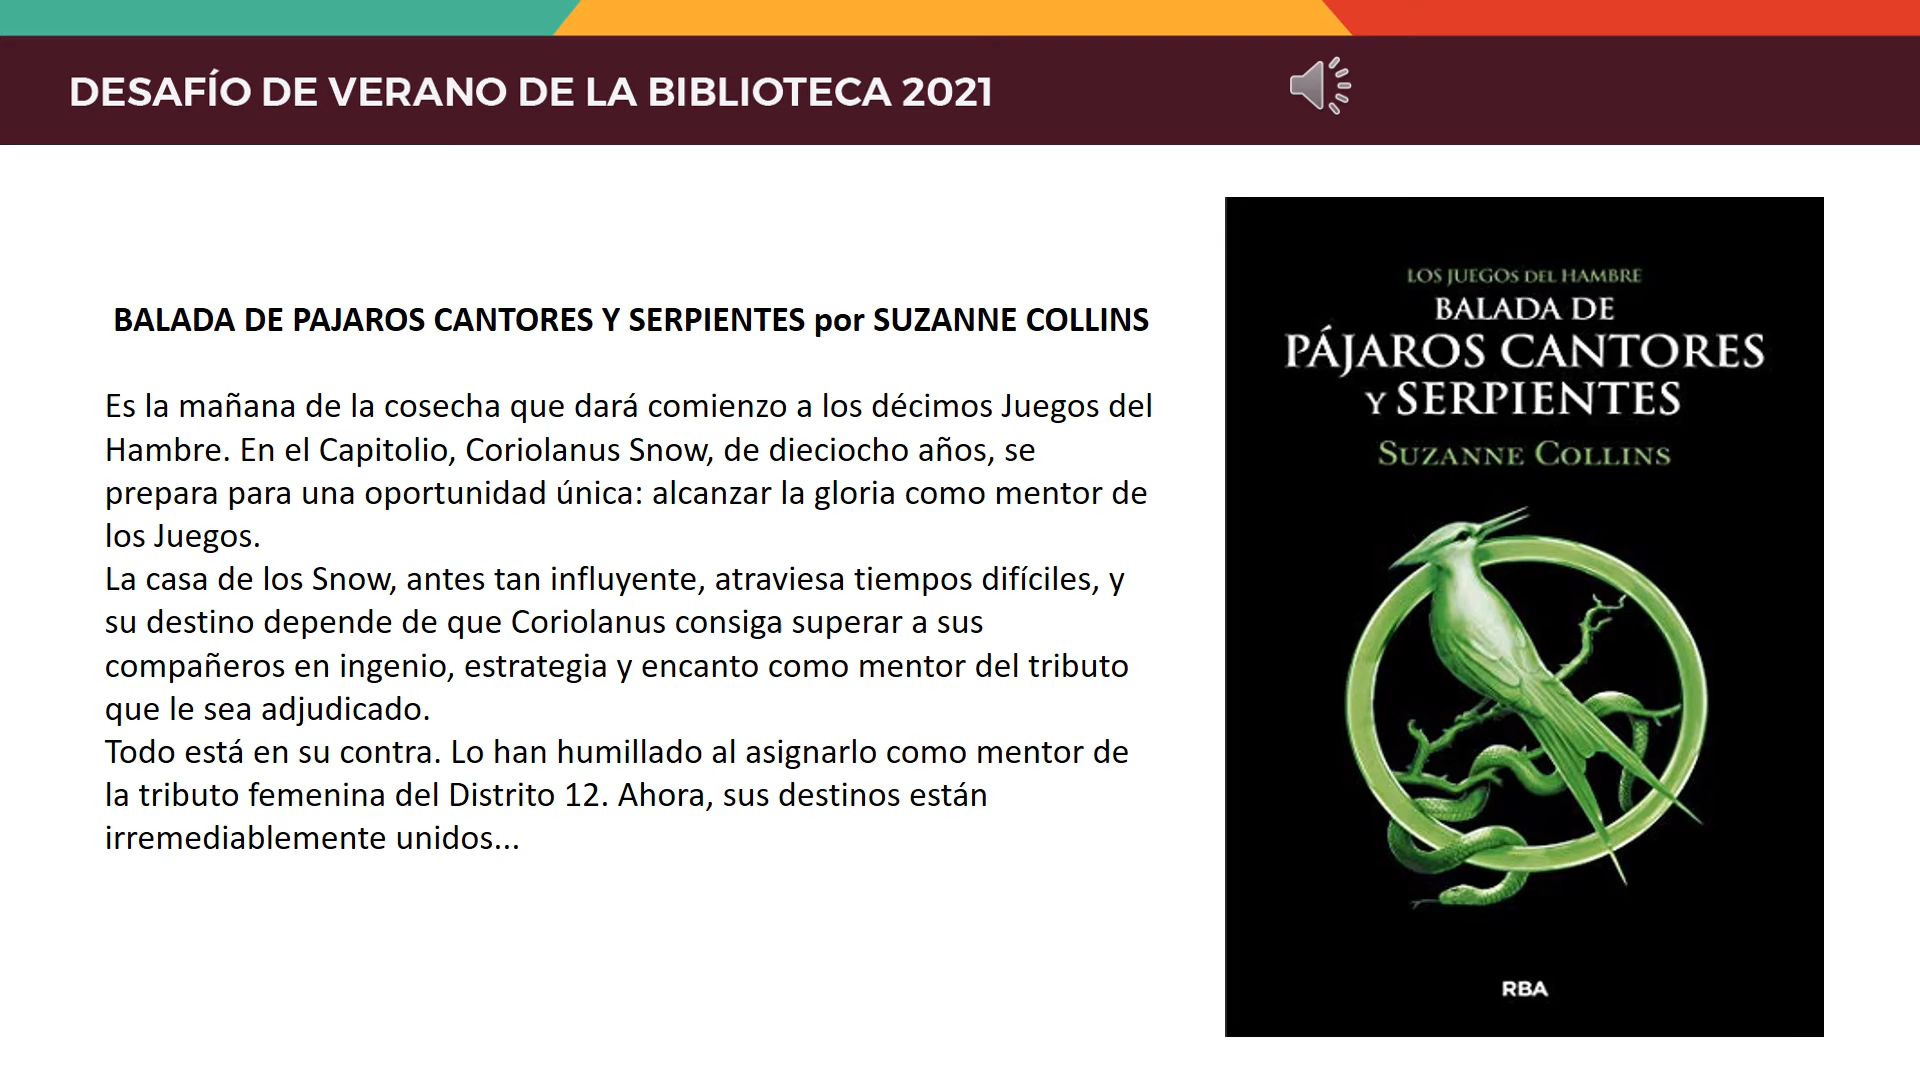 DESAFÍO DE VERANO DE LA BIBLIOTECA 2021
BALADA DE PAJAROS CANTORES Y SERPIENTES por SUZANNE COLLINS
Es la mañana de la cosecha que dará comienzo a los décimos Juegos del
Hambre. En el Capitolio, Coriolanus Snow, de dieciocho años, se
prepara para una oportunidad única: alcanzar la gloria como mentor de
los Juegos.
La casa de los Snow, antes tan influyente, atraviesa tiempos difíciles, y
su destino depende de que Coriolanus consiga superar a sus
compañeros en ingenio, estrategia y encanto como mentor del tributo
que le sea adjudicado.
Todo está en su contra. Lo han humillado al asignarlo como mentor de
la tributo femenina del Distrito 12. Ahora, sus destinos están
irremediablemente unidos...
LOS JUEGOS DEL HAMBRE
BALADA DE
PÁJAROS CANTORES
Y SERPIENTES
SUZANNE COLLINS
RBA